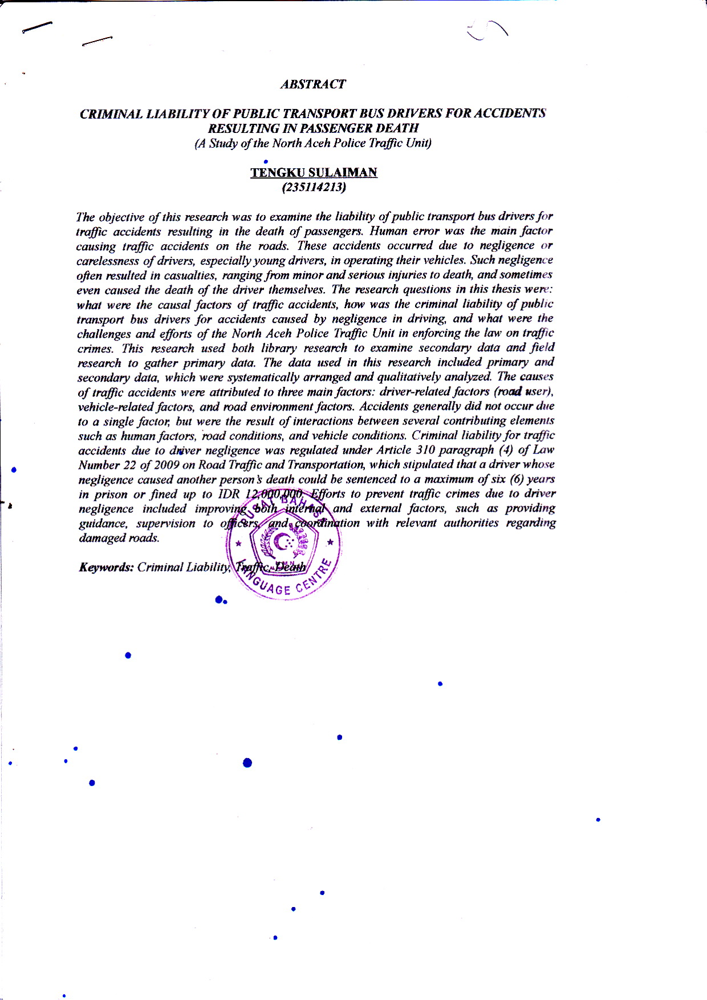 ABSTRACT
CRIMINAL LIABILITY OF PUBLIC TRANSPORT BUS DRIVERS FOR ACCIDENTS
RESULTING IN PASSENGER DEATH
(A Study of the North Aceh Police Traffic Unit)
TENGKU SULAIMAN
(235114213)
The objective of this research was to examine the liability of public transport bus drivers for
traffic accidents resulting in the death of passengers. Human error was the main factor
causing traffic accidents on the roads. These accidents occurred due to negligence or
carelessness of drivers, especially young drivers, in operating their vehicles. Such negligence
often resulted in casualties, ranging from minor and serious injuries to death, and sometimes
even caused the death of the driver themselves. The research questions in this thesis were:
what were the causal factors of traffic accidents, how was the criminal liability of public
transport bus drivers for accidents caused by negligence in driving, and what were the
challenges and efforts of the North Aceh Police Traffic Unit in enforcing the law on traffic
crimes. This research used both library research to examine secondary data and field
research to gather primary data. The data used in this research included primary and
secondary data, which were systematically arranged and qualitatively analyzed. The causes
of traffic accidents were attributed to three main factors: driver-related factors (road user),
vehicle-related factors, and road environment factors. Accidents generally did not occur due
to a single factor, but were the result of interactions between several contributing elements
such as human factors, road conditions, and vehicle conditions. Criminal liability for traffic
accidents due to driver negligence was regulated under Article 310 paragraph (4) of Law
Number 22 of 2009 on Road Traffic and Transportation, which stipulated that a driver whose
negligence caused another person's death could be sentenced to a maximum of six (6) years
in prison or fined up to IDR 12,000,000. Efforts to prevent traffic crimes due to driver
negligence included improving both internal and external factors, such as providing
guidance, supervision to officers, and coordination with relevant authorities regarding
damaged roads.
Keywords: Criminal Liability, Traffic, Death
PUSAT BAHASA
LANGUAGE CENTRE